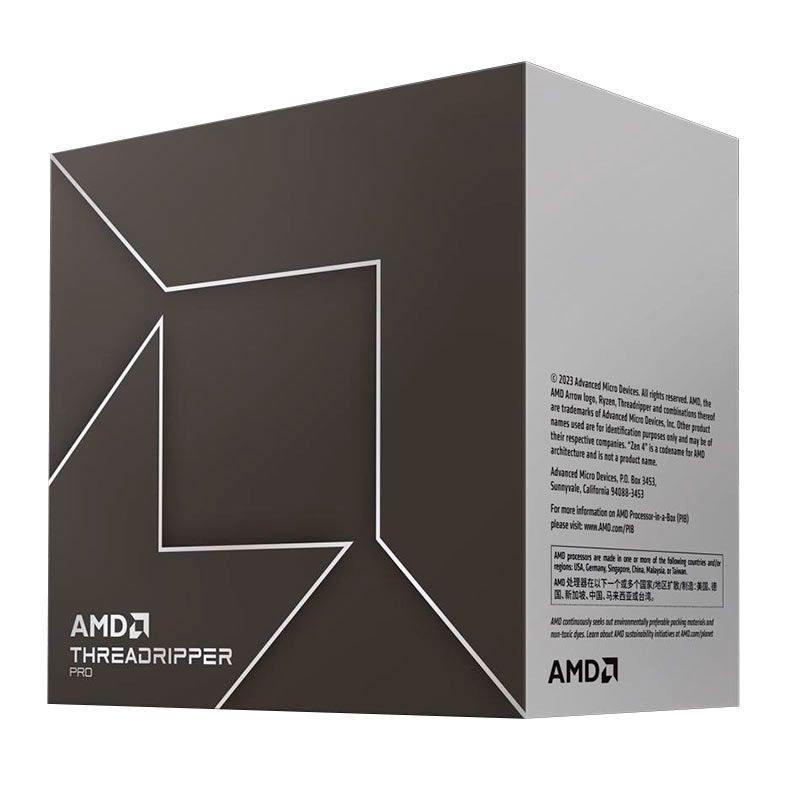 AMD
THREADRIPPER
PRO
© 2023 Advanced Micro Devices. All rights reserved. AMD, the
AMD Arrow logo, Ryzen, Threadripper and combinations thereof
are trademarks of Advanced Micro Devices, Inc. Other product
names used are for identification purposes only and may be of
their respective companies. "Zen 4" is a codename for AMD
architecture and is not a product name.
Advanced Micro Devices, P.O. Box 3453,
Sunnyvale, California 94088-3453
For more information on AMD Processor-in-a-Box (PIB)
please visit: www.AMD.com/PIB
AMD processors are made in one or more of the following countries and/or
regions: USA, Germany, Singapore, China, Malaysia, or Taiwan.
AMD 处理器在以下一个或多个国家/地区扩散/制造：美国、德
国、新加坡、中国、马来西亚或台湾。
AMD continuously seeks out environmentally preferable packing materials and
non-toxic dyes. Learn about AMD sustainability initiatives at AMD.com/planet
AMD